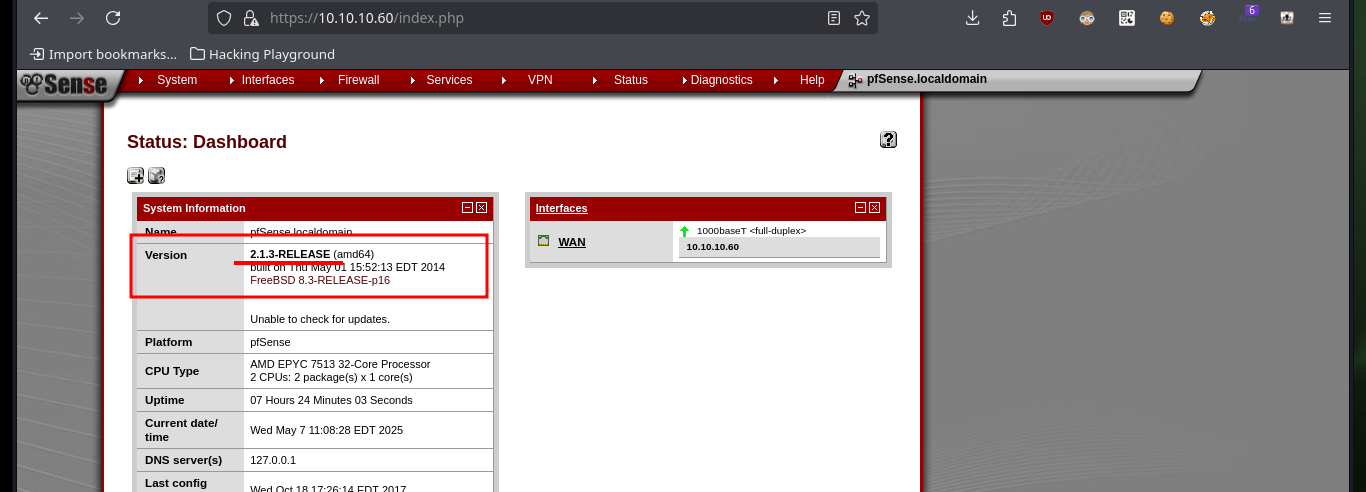 https://10.10.10.60/index.php
6
Import bookmarks...
Hacking Playground
Sense
System
Interfaces
Firewall
Services
VPN
Status
Diagnostics
Help
pfSense.localdomain
Status: Dashboard
System Information
Name
pfSense.localdomain
Version
2.1.3-RELEASE (amd64)
built on Thu May 01 15:52:13 EDT 2014
FreeBSD 8.3-RELEASE-p16
Unable to check for updates.
Platform
pfSense
CPU Type
AMD EPYC 7513 32-Core Processor
2 CPUs: 2 package(s) x 1 core(s)
Uptime
07 Hours 24 Minutes 03 Seconds
Current date/
time
Wed May 7 11:08:28 EDT 2025
DNS server(s)
127.0.0.1
Last config
Wed Oct 18 17:26:14 EDT 2017
Interfaces
WAN
1000baseT <full-duplex>
10.10.10.60